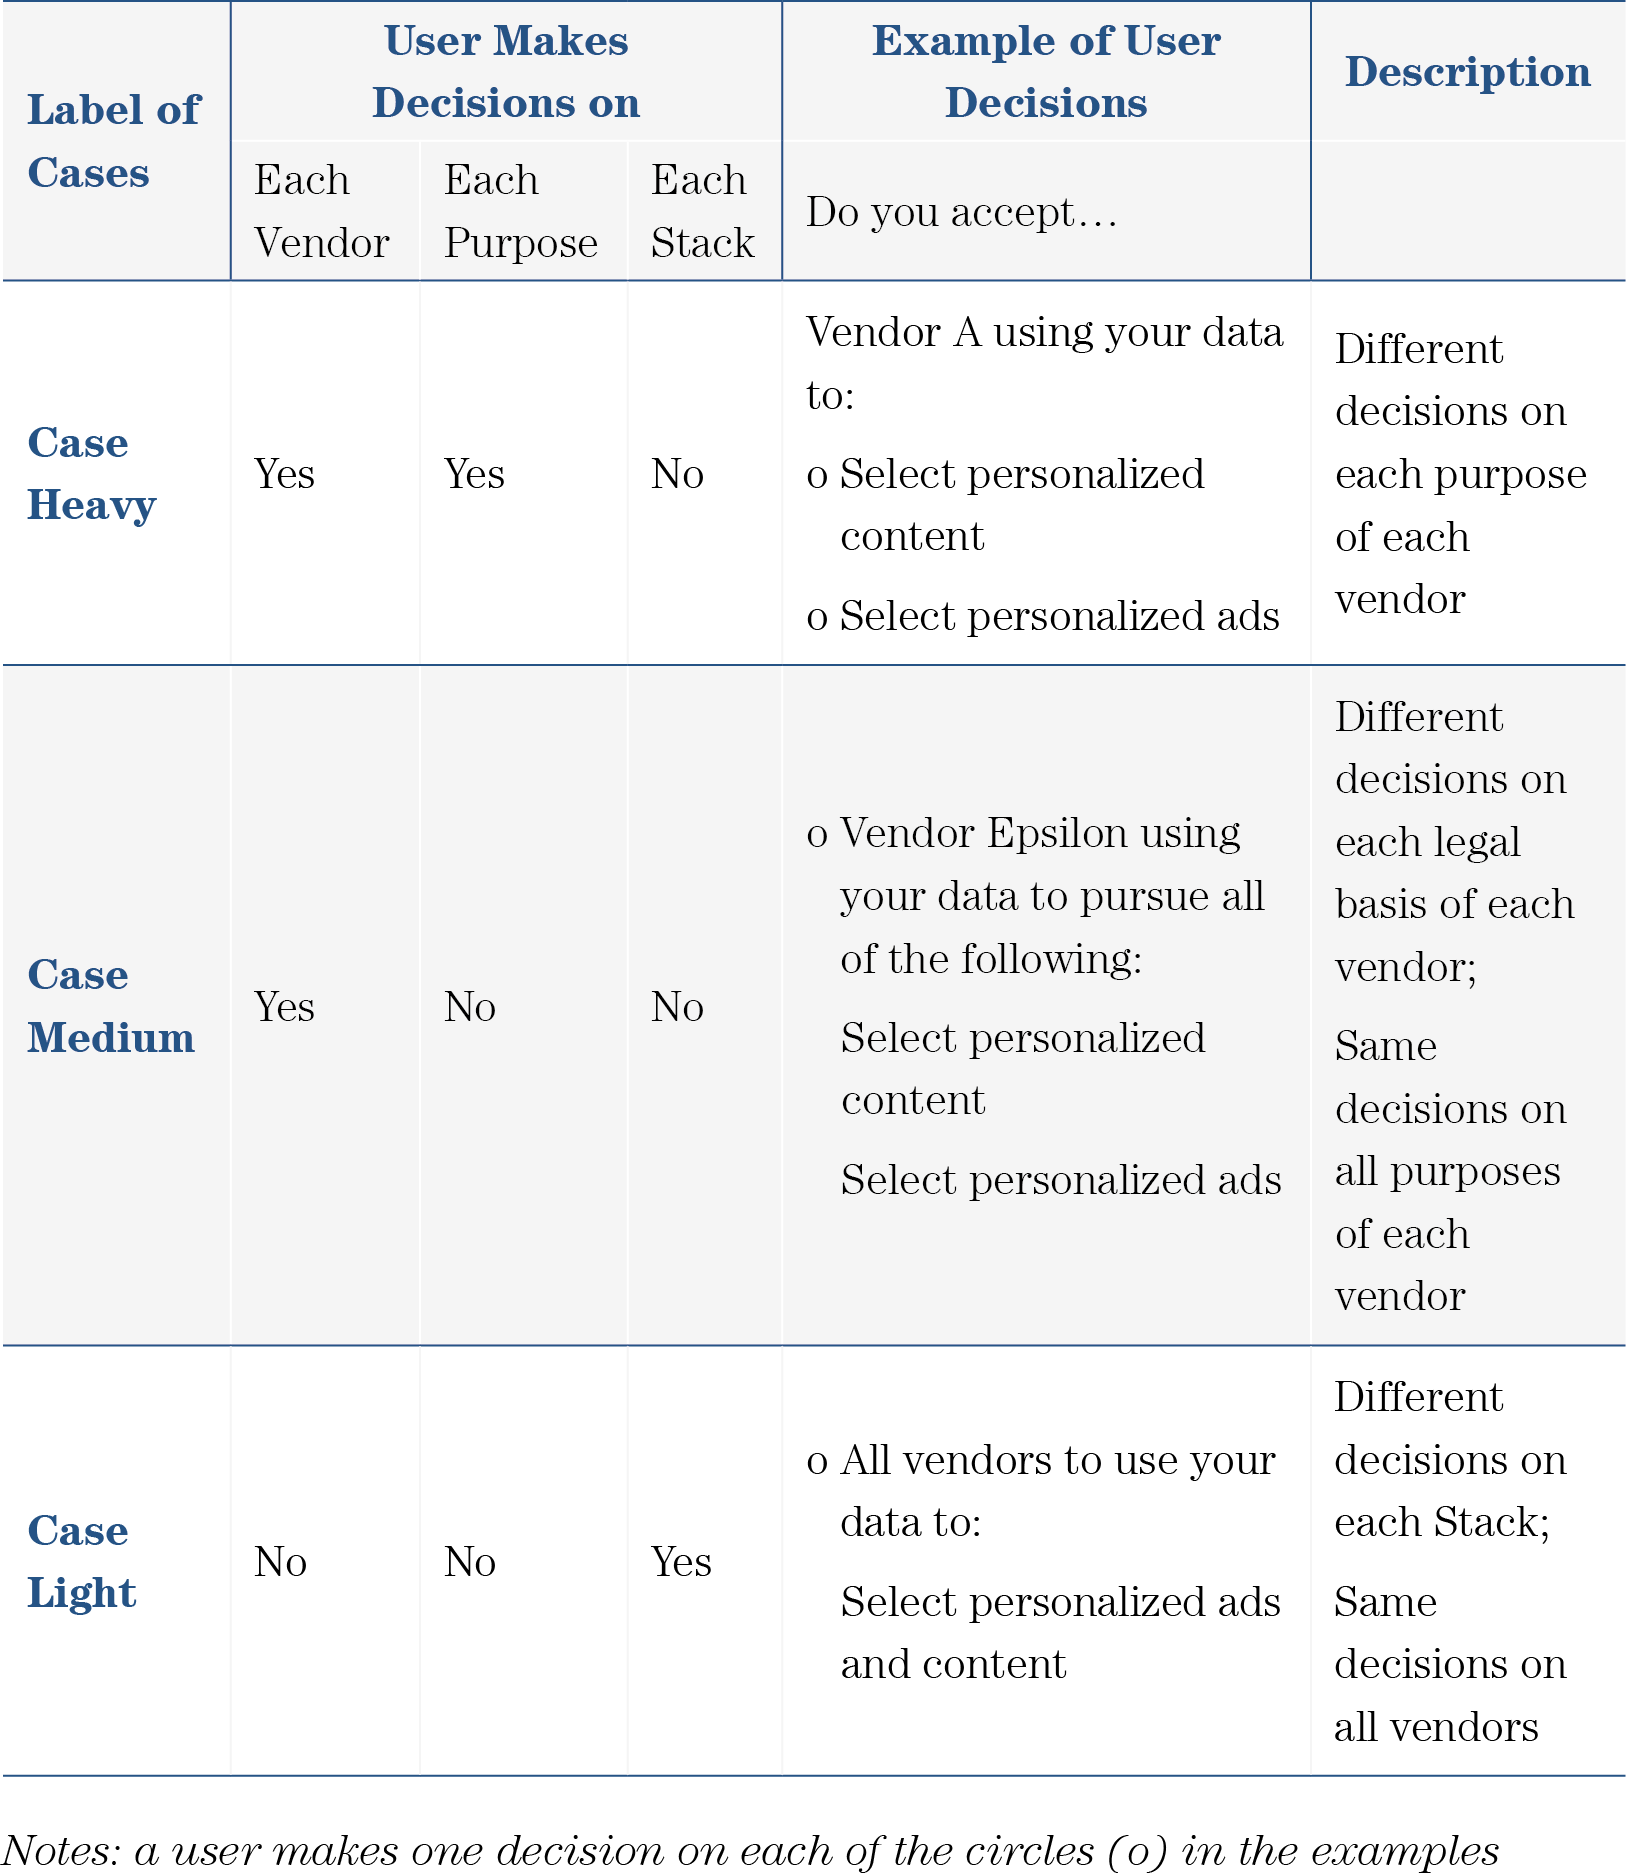 Label of
Cases
User Makes
Decisions on
Example of User
Decisions
Description
Each
Vendor
Each
Purpose
Each
Stack
Do you accept…
Case
Heavy
Yes
Yes
No
Vendor A using your data
to:
o Select personalized
content
o Select personalized ads
Different
decisions on
each purpose
of each
vendor
Case
Medium
Yes
No
No
o Vendor Epsilon using
your data to pursue all
of the following:
Select personalized
content
Select personalized ads
Different
decisions on
each legal
basis of each
vendor;
Same
decisions on
all purposes
of each
vendor
Case
Light
No
No
Yes
o All vendors to use your
data to:
Select personalized ads
and content
Different
decisions on
each Stack;
Same
decisions on
all vendors
Notes: a user makes one decision on each of the circles (o) in the examples